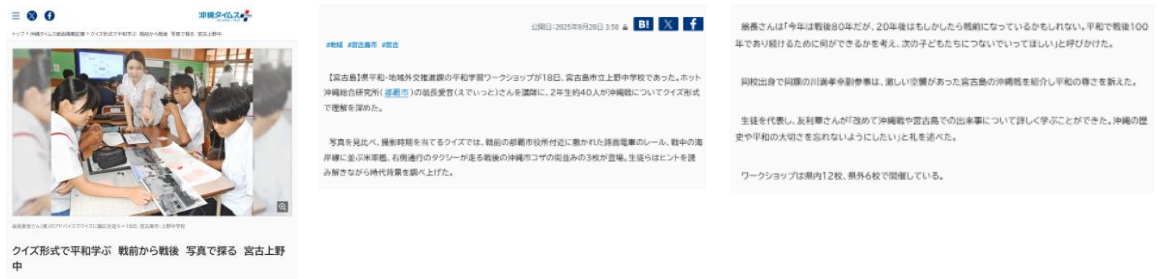 沖縄タイムス
トップ > 沖縄タイムス紙面掲載記事 > クイズ形式で平和学ぶ 戦前から戦後 写真で探る 宮古上野中
クイズ形式で平和学ぶ 戦前から戦後 写真で探る 宮古上野
中
公開日:2025年9月28日 3:58
B!
#地域 #宮古島市 #宮古
【宮古島】県平和・地域外交推進課の平和学習ワークショップが18日、宮古島市立上野中学校であった。ホット
沖縄総合研究所(那覇市)の翁長愛音(えでぃっと)さんを講師に、2年生約40人が沖縄戦についてクイズ形式
で理解を深めた。
写真を見比べ、撮影時期を当てるクイズでは、戦前の那覇市役所付近に敷かれた路面電車のレール、戦中の海
岸線に並ぶ米軍艦、右側通行のタクシーが走る戦後の沖縄市コザの街並みの3枚が登場。生徒らはヒントを読
み解きながら時代背景を調べ上げた。
翁長さんは「今年は戦後80年だが、20年後はもしかしたら戦前になっているかもしれない。平和で戦後100
年であり続けるために何ができるかを考え、次の子どもたちにつないでいってほしい」と呼びかけた。
同校出身で同課の川満孝幸副参事は、激しい空襲があった宮古島の沖縄戦を紹介し平和の尊さを訴えた。
生徒を代表し、友利華さんが「改めて沖縄戦や宮古島での出来事について詳しく学ぶことができた。沖縄の歴
史や平和の大切さを忘れないようにしたい」と礼を述べた。
ワークショップは県内12校、県外6校で開催している。